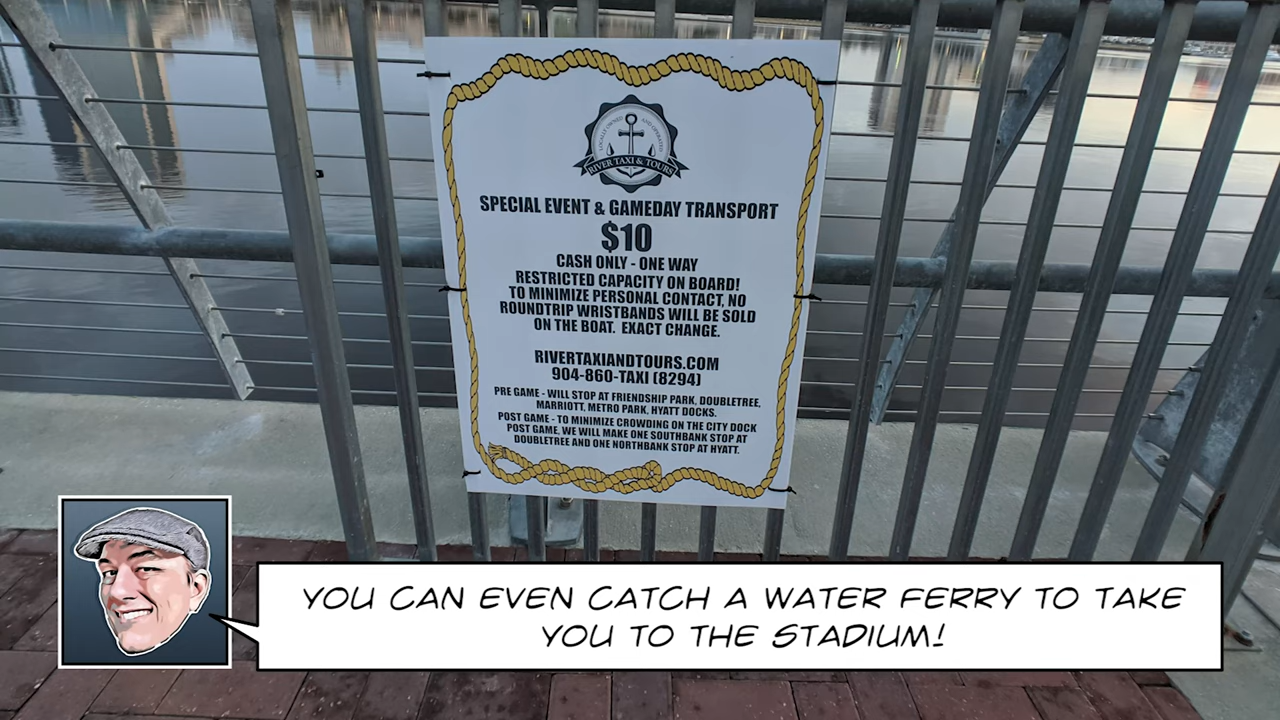 LOCALLY OWNED AND OPERATED
RIVER TAXI & TOURS
SPECIAL EVENT & GAMEDAY TRANSPORT
$10
CASH ONLY - ONE WAY
RESTRICTED CAPACITY ON BOARD!
TO MINIMIZE PERSONAL CONTACT, NO
ROUNDTRIP WRISTBANDS WILL BE SOLD
ON THE BOAT. EXACT CHANGE.
RIVERTAXIANDTOURS.COM
904-860-TAXI (8294)
PRE GAME - WILL STOP AT FRIENDSHIP PARK, DOUBLETREE,
MARRIOTT, METRO PARK, HYATT DOCKS.
POST GAME - TO MINIMIZE CROWDING ON THE CITY DOCK
POST GAME, WE WILL MAKE ONE SOUTHBANK STOP AT
DOUBLETREE AND ONE NORTHBANK STOP AT HYATT.
YOU CAN EVEN CATCH A WATER FERRY TO TAKE
YOU TO THE STADIUM!